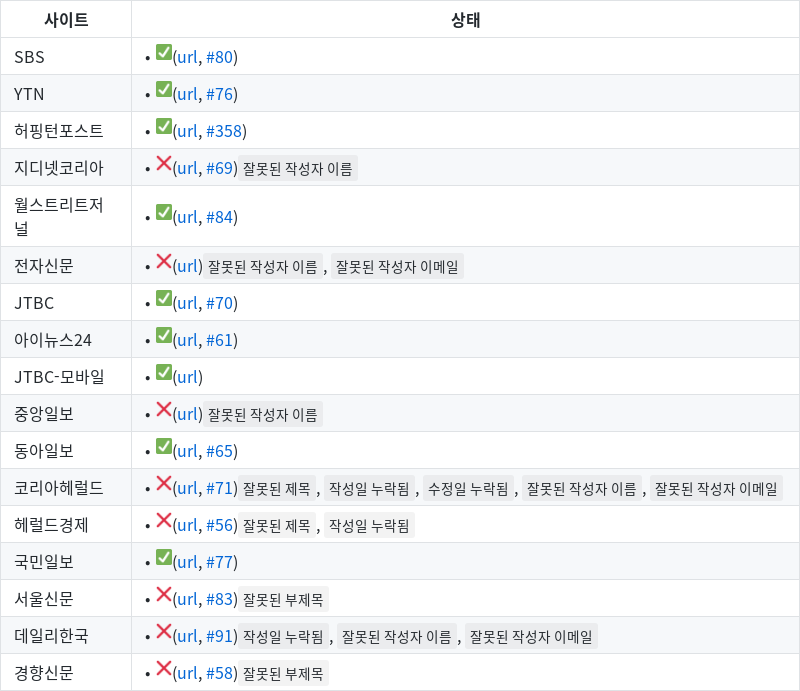 사이트 상태
SBS • ✅(url, #80)
YTN • ✅(url, #76)
허핑턴포스트 • ✅(url, #358)
지디넷코리아 • ❌(url, #69) 잘못된 작성자 이름
월스트리트저
널 • ✅(url, #84)
전자신문 • ❌(url) 잘못된 작성자 이름 , 잘못된 작성자 이메일
JTBC • ✅(url, #70)
아이뉴스24 • ✅(url, #61)
JTBC-모바일 • ✅(url)
중앙일보 • ❌(url) 잘못된 작성자 이름
동아일보 • ✅(url, #65)
코리아헤럴드 • ❌(url, #71) 잘못된 제목 , 작성일 누락됨 , 수정일 누락됨 , 잘못된 작성자 이름 , 잘못된 작성자 이메일
헤럴드경제 • ❌(url, #56) 잘못된 제목 , 작성일 누락됨
국민일보 • ✅(url, #77)
서울신문 • ❌(url, #83) 잘못된 부제목
데일리한국 • ❌(url, #91) 작성일 누락됨 , 잘못된 작성자 이름 , 잘못된 작성자 이메일
경향신문 • ❌(url, #58) 잘못된 부제목